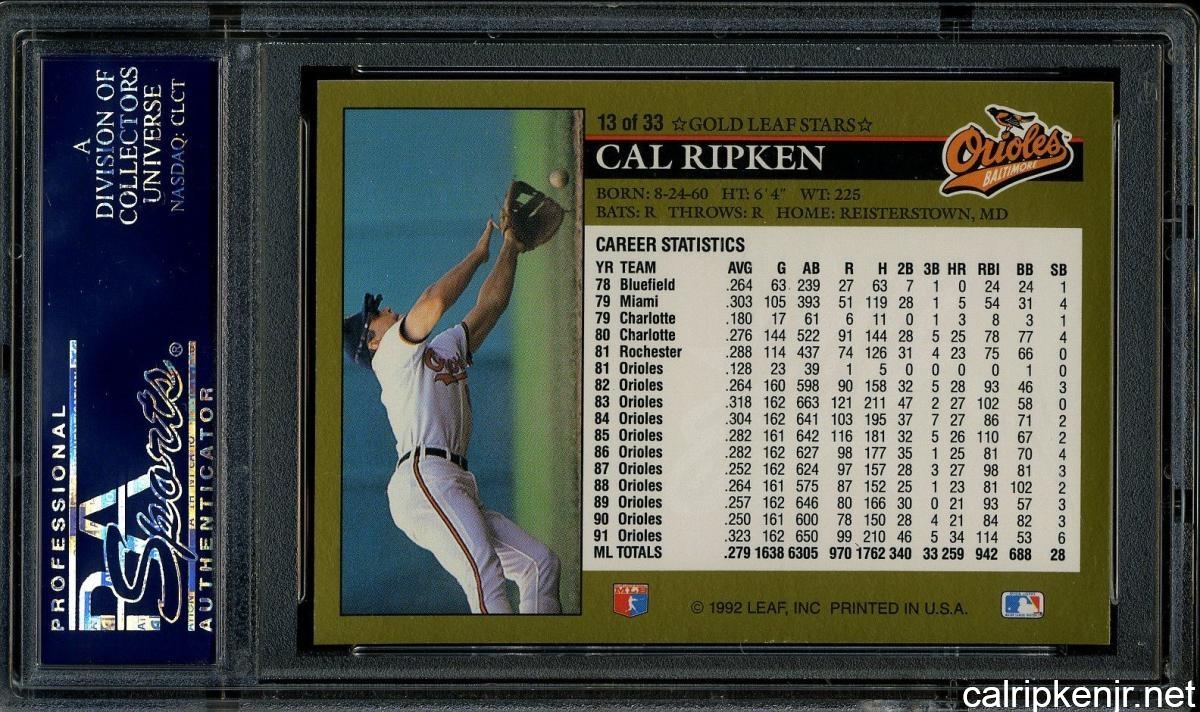 A
DIVISION OF
COLLECTORS
UNIVERSE
NASDAQ: CLCT
PROFESSIONAL
PSA
Sports®
AUTHENTICATOR
13 of 33 ☆GOLD LEAF STARS☆
CAL RIPKEN
Orioles
BALTIMORE
BORN: 8-24-60 HT: 6' 4" WT: 225
BATS: R THROWS: R HOME: REISTERSTOWN, MD
CAREER STATISTICS
YR TEAM AVG G AB R H 2B 3B HR RBI BB SB
78 Bluefield .264 63 239 27 63 7 1 0 24 24 1
79 Miami .303 105 393 51 119 28 1 5 54 31 4
79 Charlotte .180 17 61 6 11 0 1 3 8 3 1
80 Charlotte .276 144 522 91 144 28 5 25 78 77 4
81 Rochester .288 114 437 74 126 31 4 23 75 66 0
81 Orioles .128 23 39 1 5 0 0 0 0 1 0
82 Orioles .264 160 598 90 158 32 5 28 93 46 3
83 Orioles .318 162 663 121 211 47 2 27 102 58 0
84 Orioles .304 162 641 103 195 37 7 27 86 71 2
85 Orioles .282 161 642 116 181 32 5 26 110 67 2
86 Orioles .282 162 627 98 177 35 1 25 81 70 4
87 Orioles .252 162 624 97 157 28 3 27 98 81 3
88 Orioles .264 161 575 87 152 25 1 23 81 102 2
89 Orioles .257 162 646 80 166 30 0 21 93 57 3
90 Orioles .250 161 600 78 150 28 4 21 84 82 3
91 Orioles .323 162 650 99 210 46 5 34 114 53 6
ML TOTALS .279 1638 6305 970 1762 340 33 259 942 688 28
© 1992 LEAF, INC PRINTED IN U.S.A.
calripkenjr.net